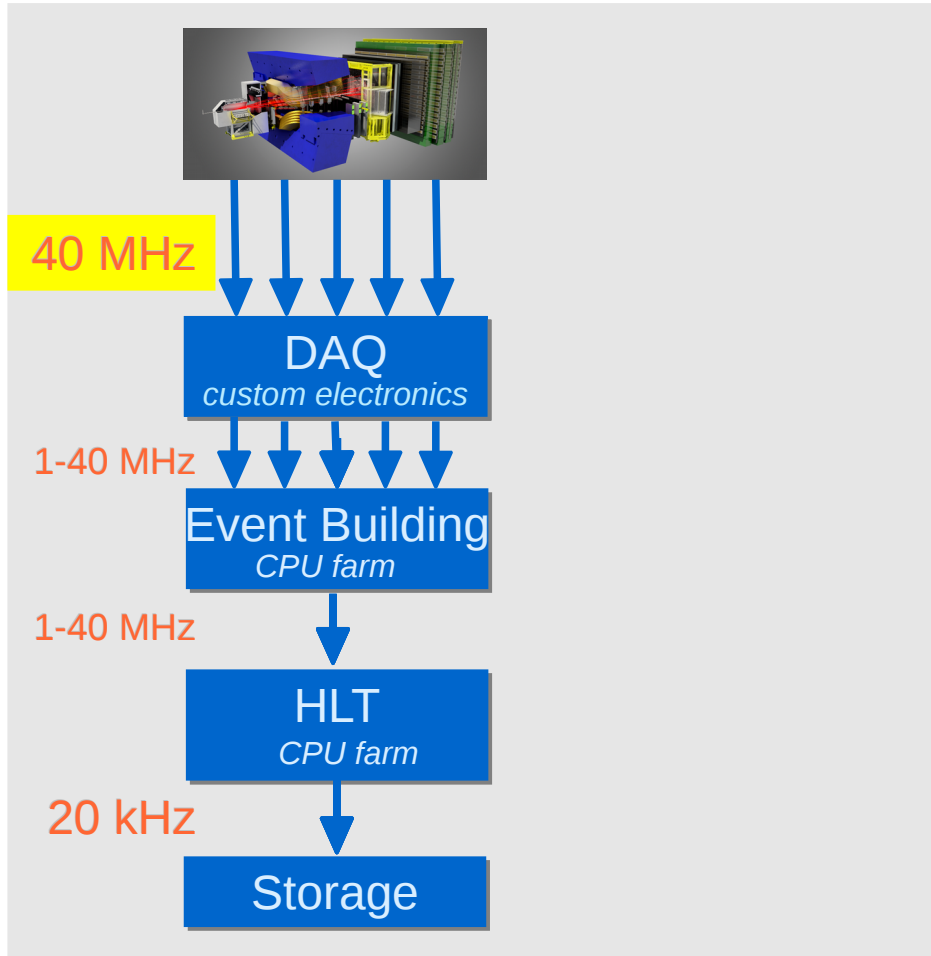 40 MHz
DAQ
custom electronics
1-40 MHz
Event Building
CPU farm
1-40 MHz
HLT
CPU farm
20 kHz
Storage